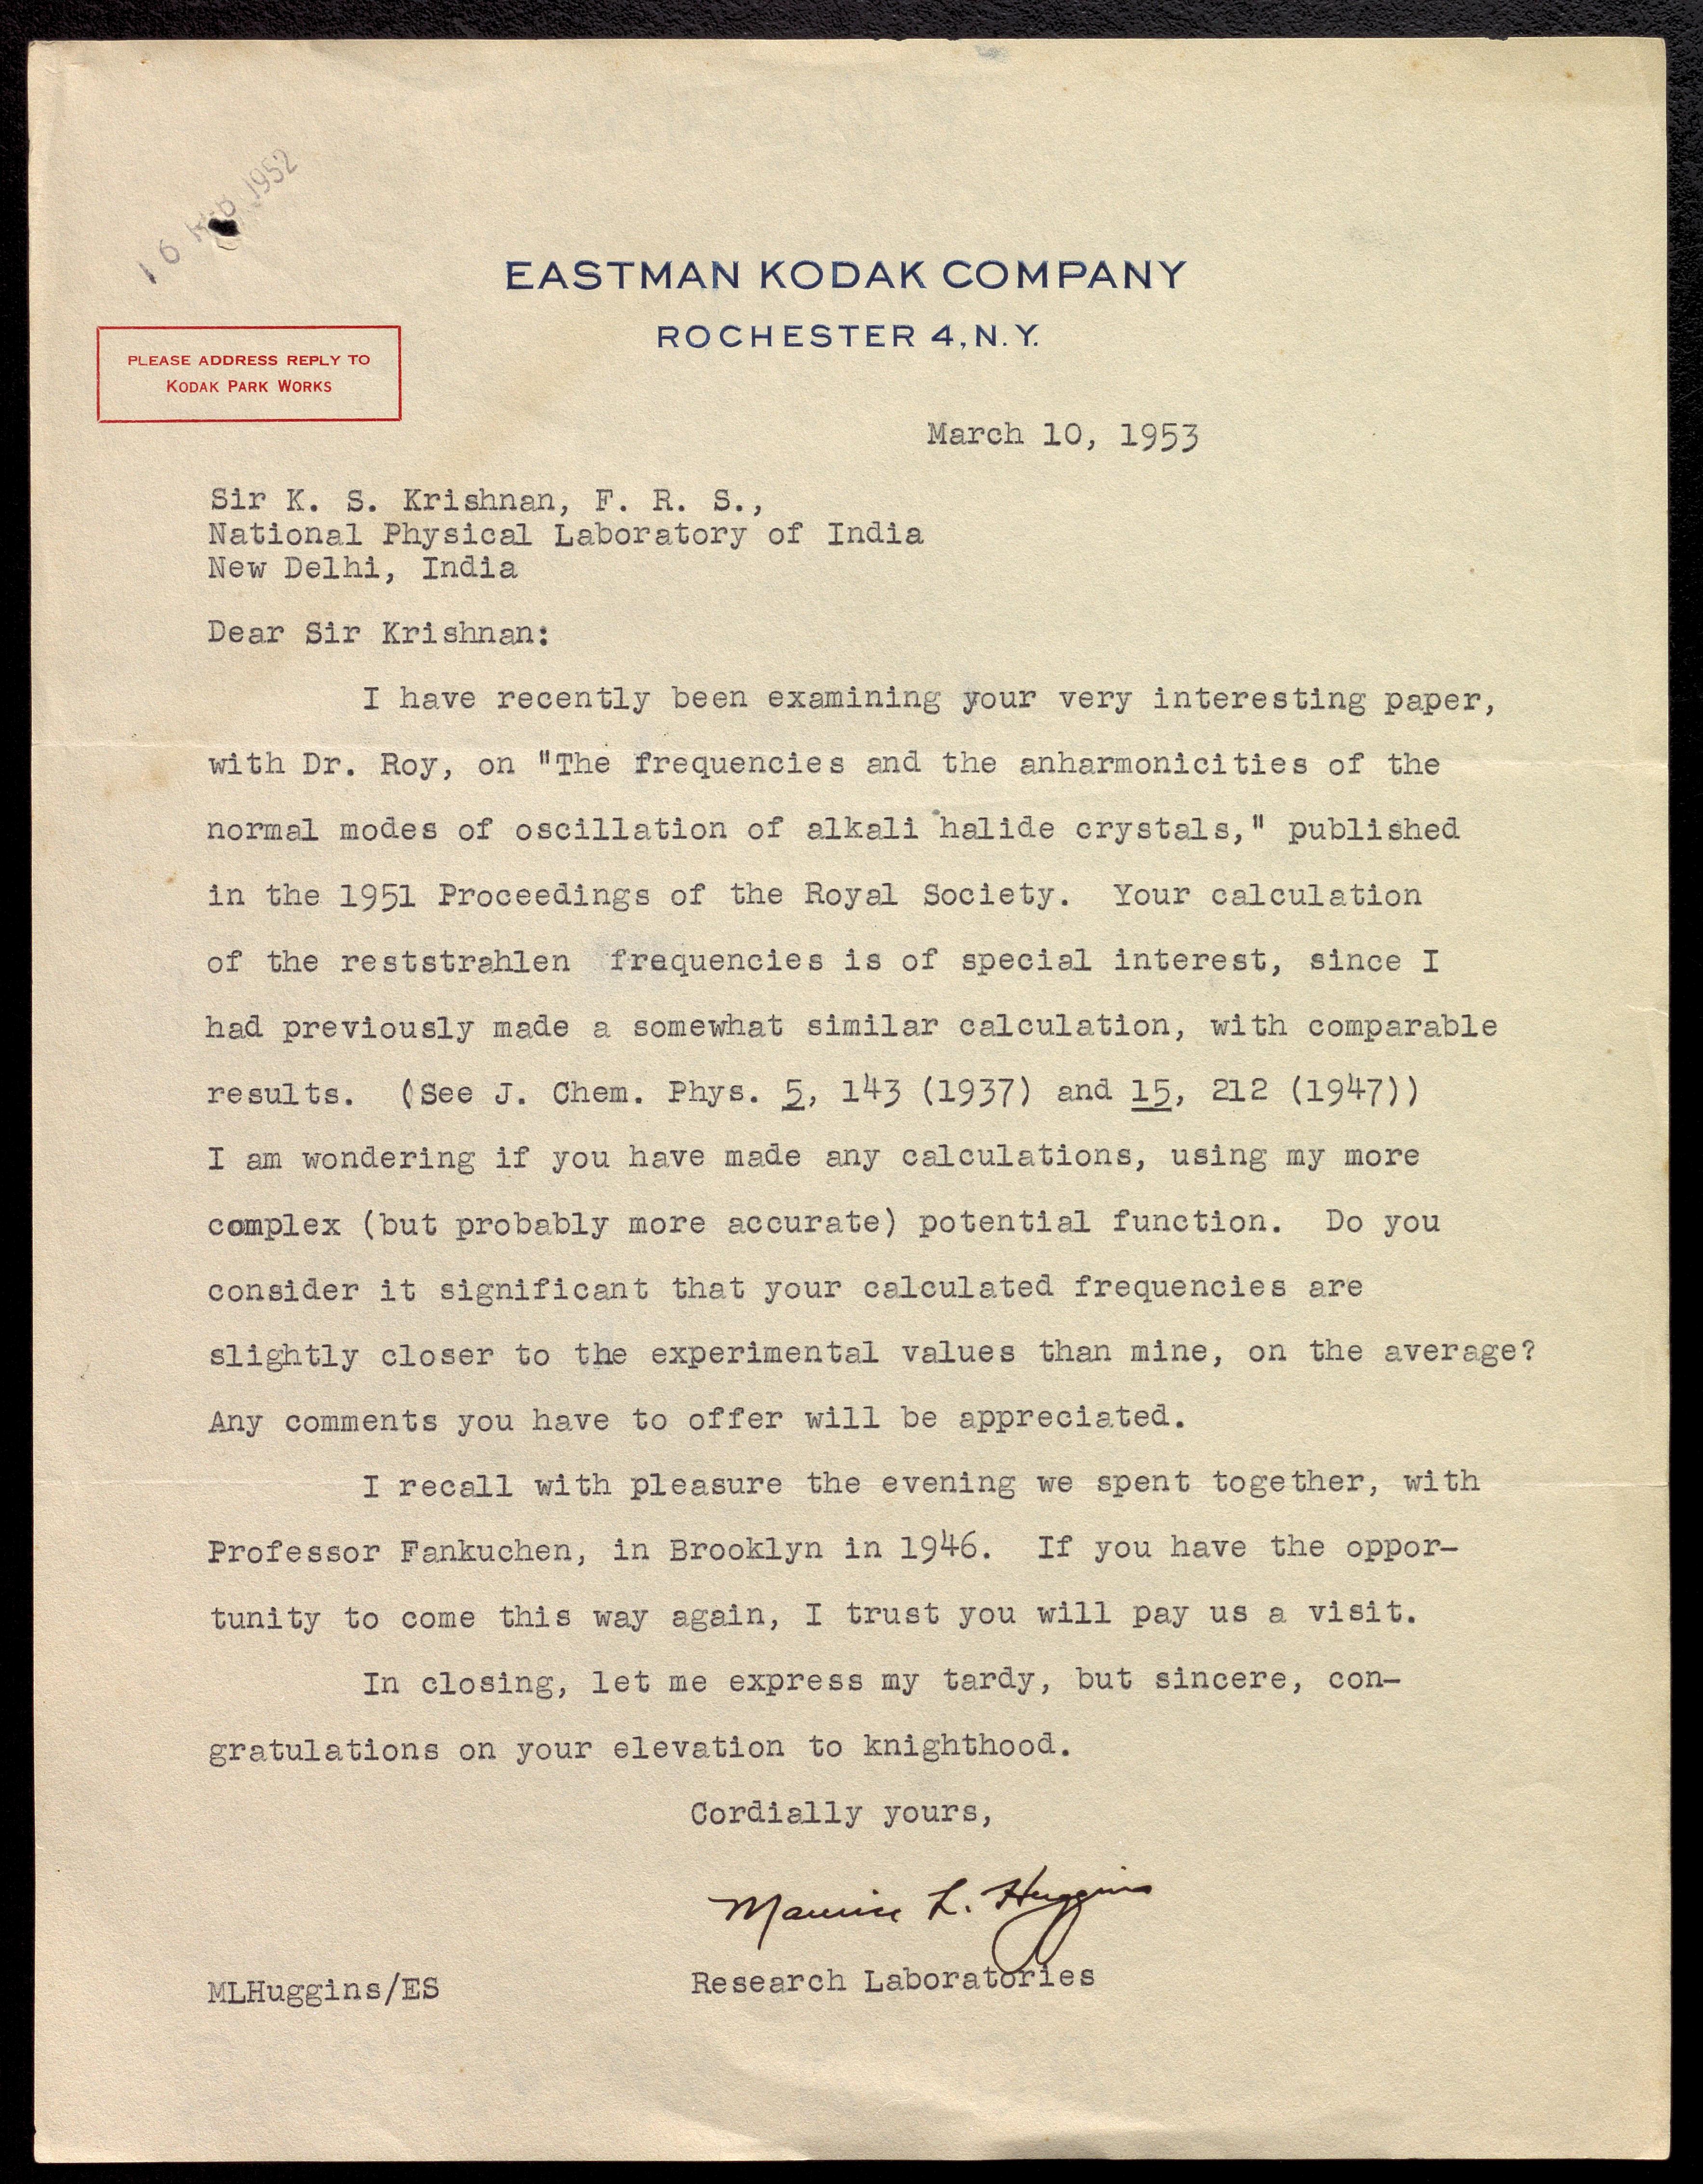 16 FEB 1952
EASTMAN KODAK COMPANY
ROCHESTER 4, N.Y.
PLEASE ADDRESS REPLY TO
KODAK PARK WORKS
March 10, 1953
Sir K. S. Krishnan, F. R. S.,
National Physical Laboratory of India
New Delhi, India
Dear Sir Krishnan:
I have recently been examining your very interesting paper,
with Dr. Roy, on "The frequencies and the anharmonicities of the
normal modes of oscillation of alkali halide crystals," published
in the 1951 Proceedings of the Royal Society. Your calculation
of the reststrahlen frequencies is of special interest, since I
had previously made a somewhat similar calculation, with comparable
results. (See J. Chem. Phys. 5, 143 (1937) and 15, 212 (1947))
I am wondering if you have made any calculations, using my more
complex (but probably more accurate) potential function. Do you
consider it significant that your calculated frequencies are
slightly closer to the experimental values than mine, on the average?
Any comments you have to offer will be appreciated.
I recall with pleasure the evening we spent together, with
Professor Fankuchen, in Brooklyn in 1946. If you have the oppor-
tunity to come this way again, I trust you will pay us a visit.
In closing, let me express my tardy, but sincere, con-
gratulations on your elevation to knighthood.
Cordially yours,
Maurice L. Huggins
Research Laboratories
MLHuggins/ES